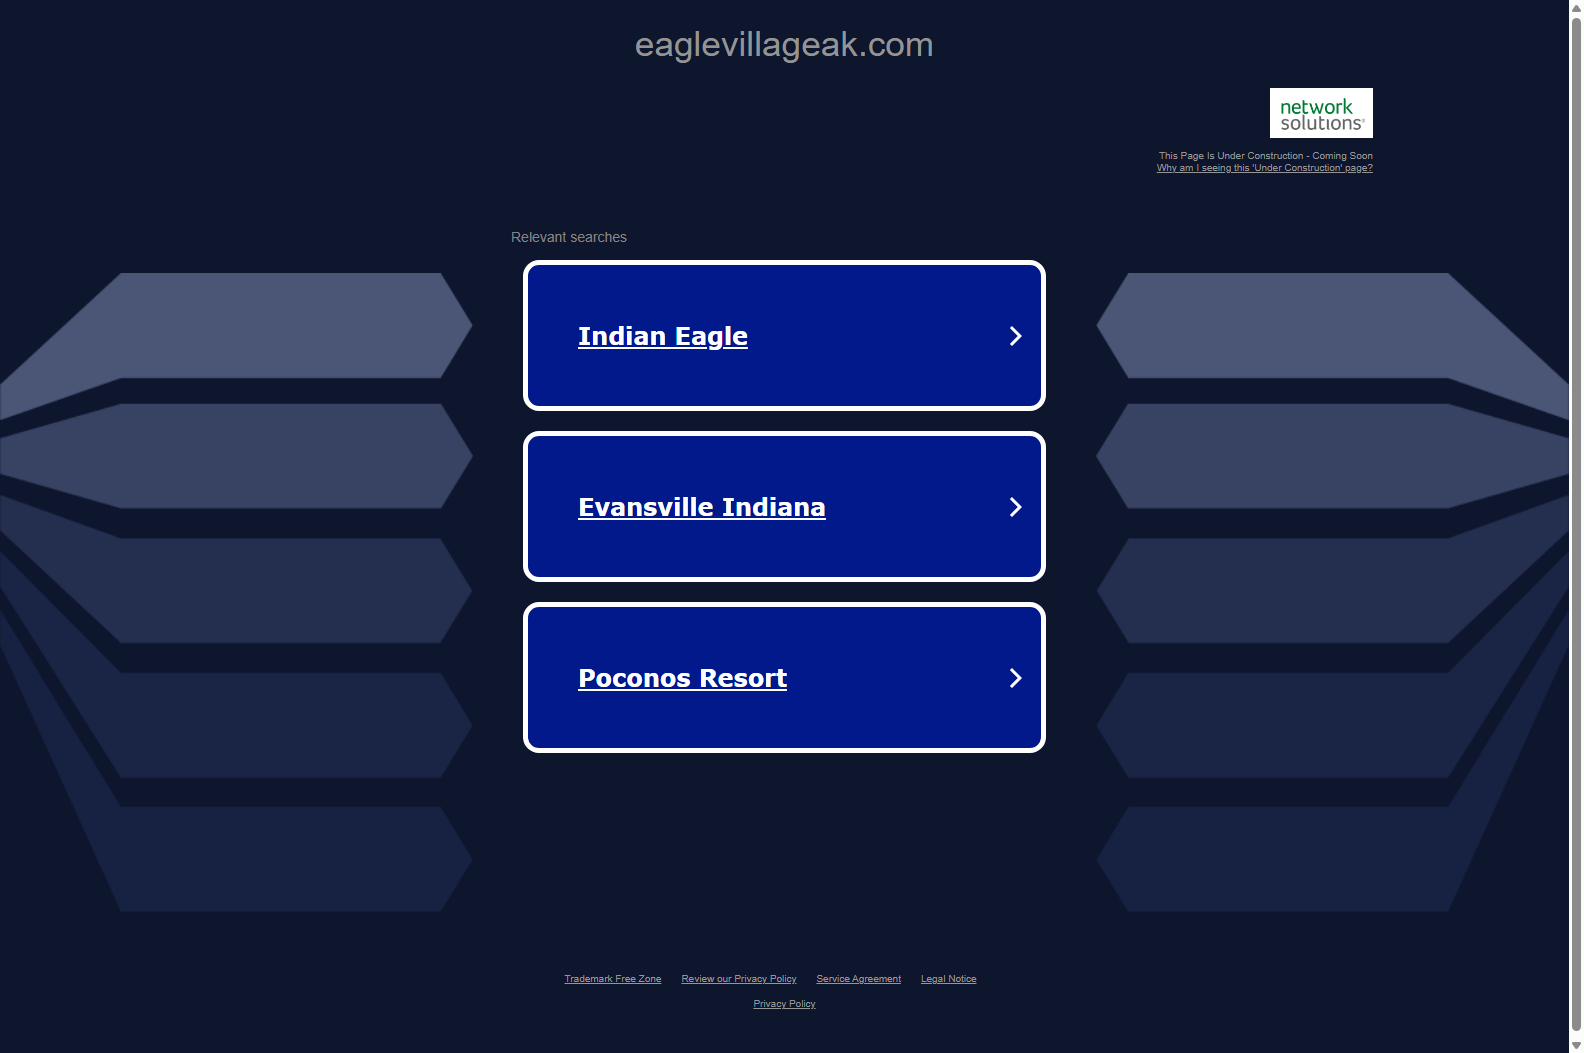 eaglevillageak.com
network
solutions®
This Page Is Under Construction - Coming Soon
Why am I seeing this 'Under Construction' page?
Relevant searches
Indian Eagle
Evansville Indiana
Poconos Resort
Trademark Free Zone Review our Privacy Policy Service Agreement Legal Notice
Privacy Policy